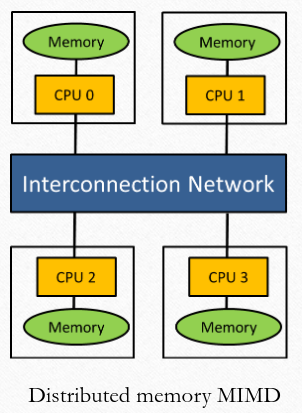 Memory
CPU 0
Memory
CPU 1
Interconnection Network
CPU 2
Memory
CPU 3
Memory
Distributed memory MIMD